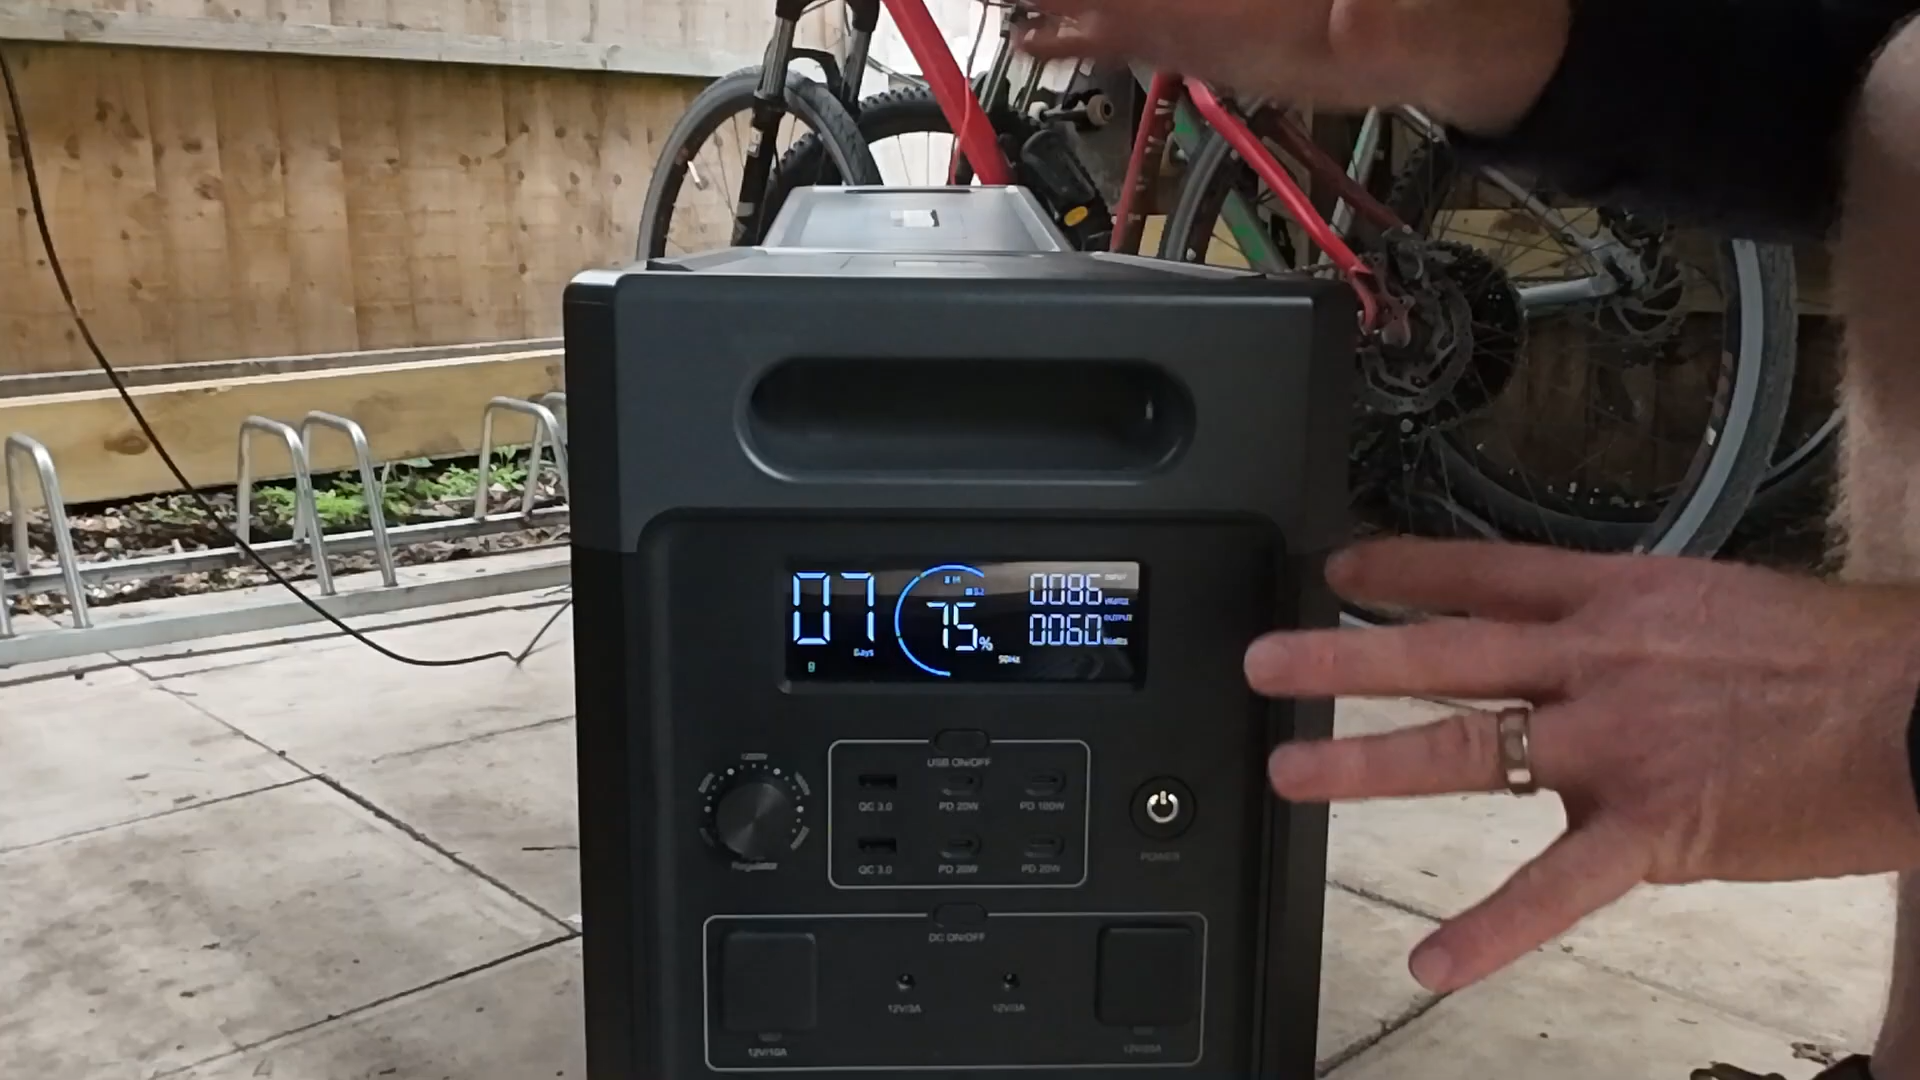 07
Days
75%
50Hz
0086 INPUT
Watts
0060 OUTPUT
Watts
USB ON/OFF
QC 3.0 PD 20W PD 100W
QC 3.0 PD 20W PD 20W
Regulator
POWER
DC ON/OFF
12V/3A 12V/3A
12V/10A